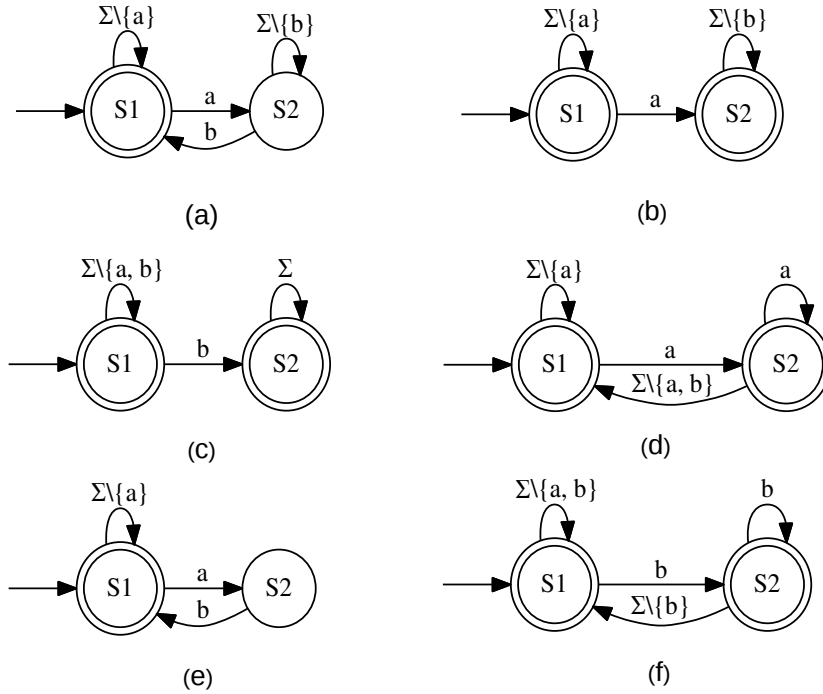 Σ\{a} Σ\{b}
S1 a S2
b
(a)
Σ\{a} Σ\{b}
S1 a S2
(b)
Σ\{a, b} Σ
S1 b S2
(c)
Σ\{a} a
S1 a S2
Σ\{a, b}
(d)
Σ\{a}
S1 a S2
b
(e)
Σ\{a, b} b
S1 b S2
Σ\{b}
(f)